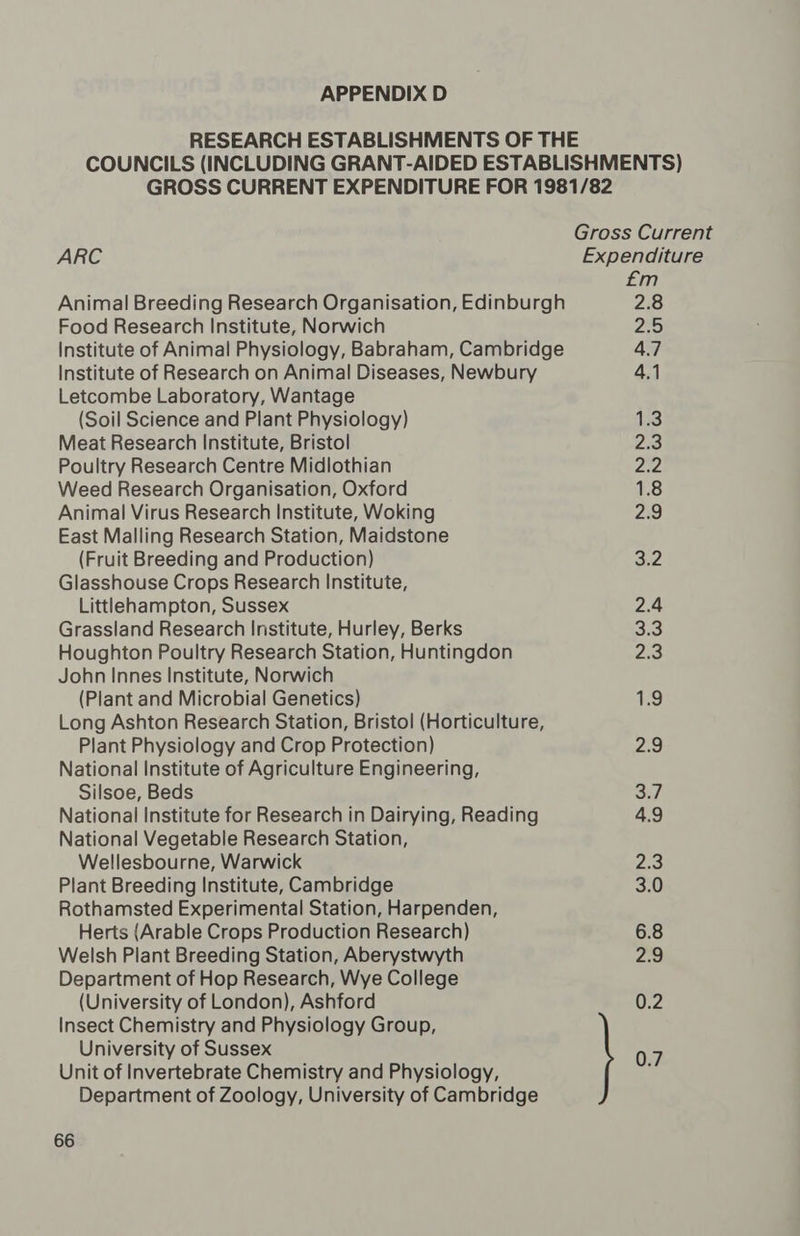 APPENDIX D
RESEARCH ESTABLISHMENTS OF THE
COUNCILS (INCLUDING GRANT-AIDED ESTABLISHMENTS)
GROSS CURRENT EXPENDITURE FOR 1981/82
Gross Current
ARC Expenditure
£m
Animal Breeding Research Organisation, Edinburgh 2.8
Food Research Institute, Norwich 2.5
Institute of Animal Physiology, Babraham, Cambridge 4.7
Institute of Research on Animal Diseases, Newbury 4.1
Letcombe Laboratory, Wantage
(Soil Science and Plant Physiology) 1.3
Meat Research Institute, Bristol 2.3
Poultry Research Centre Midlothian 2.2
Weed Research Organisation, Oxford 1.8
Animal Virus Research Institute, Woking 2.9
East Malling Research Station, Maidstone
(Fruit Breeding and Production) 3.2
Glasshouse Crops Research Institute,
Littlehampton, Sussex 2.4
Grassland Research Institute, Hurley, Berks 3.3
Houghton Poultry Research Station, Huntingdon 2.3
John Innes Institute, Norwich
(Plant and Microbial Genetics) 1.9
Long Ashton Research Station, Bristol (Horticulture,
Plant Physiology and Crop Protection) 2.9
National Institute of Agriculture Engineering,
Silsoe, Beds 3.7
National Institute for Research in Dairying, Reading 4.9
National Vegetable Research Station,
Wellesbourne, Warwick 2.3
Plant Breeding Institute, Cambridge 3.0
Rothamsted Experimental Station, Harpenden,
Herts (Arable Crops Production Research) 6.8
Welsh Plant Breeding Station, Aberystwyth 2.9
Department of Hop Research, Wye College
(University of London), Ashford 0.2
Insect Chemistry and Physiology Group,
University of Sussex
0.7
Unit of Invertebrate Chemistry and Physiology,
Department of Zoology, University of Cambridge
66